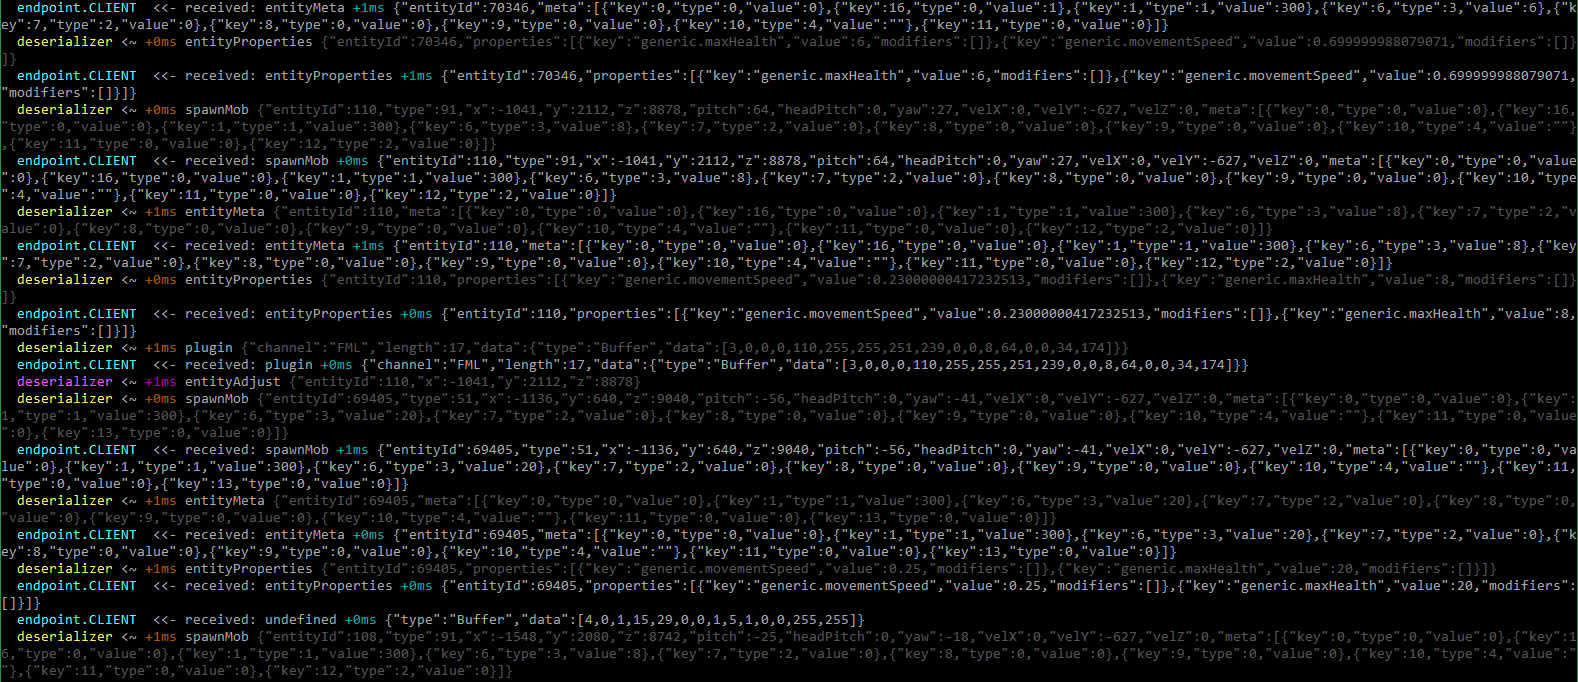 endpoint.CLIENT  <<- received: entityMeta +1ms {"entityId":70346,"meta":[{"key":0,"type":0,"value":0},{"key":16,"type":0,"value":1},{"key":1,"type":1,"value":300},{"key":6,"type":3,"value":6},{"k
ey":7,"type":2,"value":0},{"key":8,"type":0,"value":0},{"key":9,"type":0,"value":0},{"key":10,"type":4,"value":""},{"key":11,"type":0,"value":0}]}
deserializer <~ +0ms entityProperties {"entityId":70346,"properties":[{"key":"generic.maxHealth","value":6,"modifiers":[]},{"key":"generic.movementSpeed","value":0.699999988079071,"modifiers":[]}
]}
endpoint.CLIENT  <<- received: entityProperties +1ms {"entityId":70346,"properties":[{"key":"generic.maxHealth","value":6,"modifiers":[]},{"key":"generic.movementSpeed","value":0.699999988079071,
"modifiers":[]}]}
deserializer <~ +0ms spawnMob {"entityId":110,"type":91,"x":-1041,"y":2112,"z":8878,"pitch":64,"headPitch":0,"yaw":27,"velX":0,"velY":-627,"velZ":0,"meta":[{"key":0,"type":0,"value":0},{"key":16,
"type":0,"value":0},{"key":1,"type":1,"value":300},{"key":6,"type":3,"value":8},{"key":7,"type":2,"value":0},{"key":8,"type":0,"value":0},{"key":9,"type":0,"value":0},{"key":10,"type":4,"value":""}
,{"key":11,"type":0,"value":0},{"key":12,"type":2,"value":0}]}
endpoint.CLIENT  <<- received: spawnMob +0ms {"entityId":110,"type":91,"x":-1041,"y":2112,"z":8878,"pitch":64,"headPitch":0,"yaw":27,"velX":0,"velY":-627,"velZ":0,"meta":[{"key":0,"type":0,"value
":0},{"key":16,"type":0,"value":0},{"key":1,"type":1,"value":300},{"key":6,"type":3,"value":8},{"key":7,"type":2,"value":0},{"key":8,"type":0,"value":0},{"key":9,"type":0,"value":0},{"key":10,"type"
:4,"value":""},{"key":11,"type":0,"value":0},{"key":12,"type":2,"value":0}]}
deserializer <~ +1ms entityMeta {"entityId":110,"meta":[{"key":0,"type":0,"value":0},{"key":16,"type":0,"value":0},{"key":1,"type":1,"value":300},{"key":6,"type":3,"value":8},{"key":7,"type":2,"v
alue":0},{"key":8,"type":0,"value":0},{"key":9,"type":0,"value":0},{"key":10,"type":4,"value":""},{"key":11,"type":0,"value":0},{"key":12,"type":2,"value":0}]}
endpoint.CLIENT  <<- received: entityMeta +1ms {"entityId":110,"meta":[{"key":0,"type":0,"value":0},{"key":16,"type":0,"value":0},{"key":1,"type":1,"value":300},{"key":6,"type":3,"value":8},{"key"
:7,"type":2,"value":0},{"key":8,"type":0,"value":0},{"key":9,"type":0,"value":0},{"key":10,"type":4,"value":""},{"key":11,"type":0,"value":0},{"key":12,"type":2,"value":0}]}
deserializer <~ +0ms entityProperties {"entityId":110,"properties":[{"key":"generic.movementSpeed","value":0.23000000417232513,"modifiers":[]},{"key":"generic.maxHealth","value":8,"modifiers":[]}
]}
endpoint.CLIENT  <<- received: entityProperties +0ms {"entityId":110,"properties":[{"key":"generic.movementSpeed","value":0.23000000417232513,"modifiers":[]},{"key":"generic.maxHealth","value":8,
"modifiers":[]}]}
deserializer <~ +1ms plugin {"channel":"FML","length":17,"data":{"type":"Buffer","data":[3,0,0,0,110,255,255,251,239,0,0,8,64,0,0,34,174]}}
endpoint.CLIENT  <<- received: plugin +0ms {"channel":"FML","length":17,"data":{"type":"Buffer","data":[3,0,0,0,110,255,255,251,239,0,0,8,64,0,0,34,174]}}
deserializer <~ +1ms entityAdjust {"entityId":110,"x":-1041,"y":2112,"z":8878}
deserializer <~ +0ms spawnMob {"entityId":69405,"type":51,"x":-1136,"y":640,"z":9040,"pitch":-56,"headPitch":0,"yaw":-41,"velX":0,"velY":-627,"velZ":0,"meta":[{"key":0,"type":0,"value":0},{"key":
1,"type":1,"value":300},{"key":6,"type":3,"value":20},{"key":7,"type":2,"value":0},{"key":8,"type":0,"value":0},{"key":9,"type":0,"value":0},{"key":10,"type":4,"value":""},{"key":11,"type":0,"value"
:0},{"key":13,"type":0,"value":0}]}
endpoint.CLIENT  <<- received: spawnMob +1ms {"entityId":69405,"type":51,"x":-1136,"y":640,"z":9040,"pitch":-56,"headPitch":0,"yaw":-41,"velX":0,"velY":-627,"velZ":0,"meta":[{"key":0,"type":0,"va
lue":0},{"key":1,"type":1,"value":300},{"key":6,"type":3,"value":20},{"key":7,"type":2,"value":0},{"key":8,"type":0,"value":0},{"key":9,"type":0,"value":0},{"key":10,"type":4,"value":""},{"key":11,
"type":0,"value":0},{"key":13,"type":0,"value":0}]}
deserializer <~ +1ms entityMeta {"entityId":69405,"meta":[{"key":0,"type":0,"value":0},{"key":1,"type":1,"value":300},{"key":6,"type":3,"value":20},{"key":7,"type":2,"value":0},{"key":8,"type":0,
"value":0},{"key":9,"type":0,"value":0},{"key":10,"type":4,"value":""},{"key":11,"type":0,"value":0},{"key":13,"type":0,"value":0}]}
endpoint.CLIENT  <<- received: entityMeta +0ms {"entityId":69405,"meta":[{"key":0,"type":0,"value":0},{"key":1,"type":1,"value":300},{"key":6,"type":3,"value":20},{"key":7,"type":2,"value":0},{"k
ey":8,"type":0,"value":0},{"key":9,"type":0,"value":0},{"key":10,"type":4,"value":""},{"key":11,"type":0,"value":0},{"key":13,"type":0,"value":0}]}
deserializer <~ +1ms entityProperties {"entityId":69405,"properties":[{"key":"generic.movementSpeed","value":0.25,"modifiers":[]},{"key":"generic.maxHealth","value":20,"modifiers":[]}]}
endpoint.CLIENT  <<- received: entityProperties +0ms {"entityId":69405,"properties":[{"key":"generic.movementSpeed","value":0.25,"modifiers":[]},{"key":"generic.maxHealth","value":20,"modifiers":
[]}]}
endpoint.CLIENT  <<- received: undefined +0ms {"type":"Buffer","data":[4,0,1,15,29,0,0,1,5,1,0,0,255,255]}
deserializer <~ +1ms spawnMob {"entityId":108,"type":91,"x":-1548,"y":2080,"z":8742,"pitch":-25,"headPitch":0,"yaw":-18,"velX":0,"velY":-627,"velZ":0,"meta":[{"key":0,"type":0,"value":0},{"key":1
6,"type":0,"value":0},{"key":1,"type":1,"value":300},{"key":6,"type":3,"value":8},{"key":7,"type":2,"value":0},{"key":8,"type":0,"value":0},{"key":9,"type":0,"value":0},{"key":10,"type":4,"value":"
"},{"key":11,"type":0,"value":0},{"key":12,"type":2,"value":0}]}